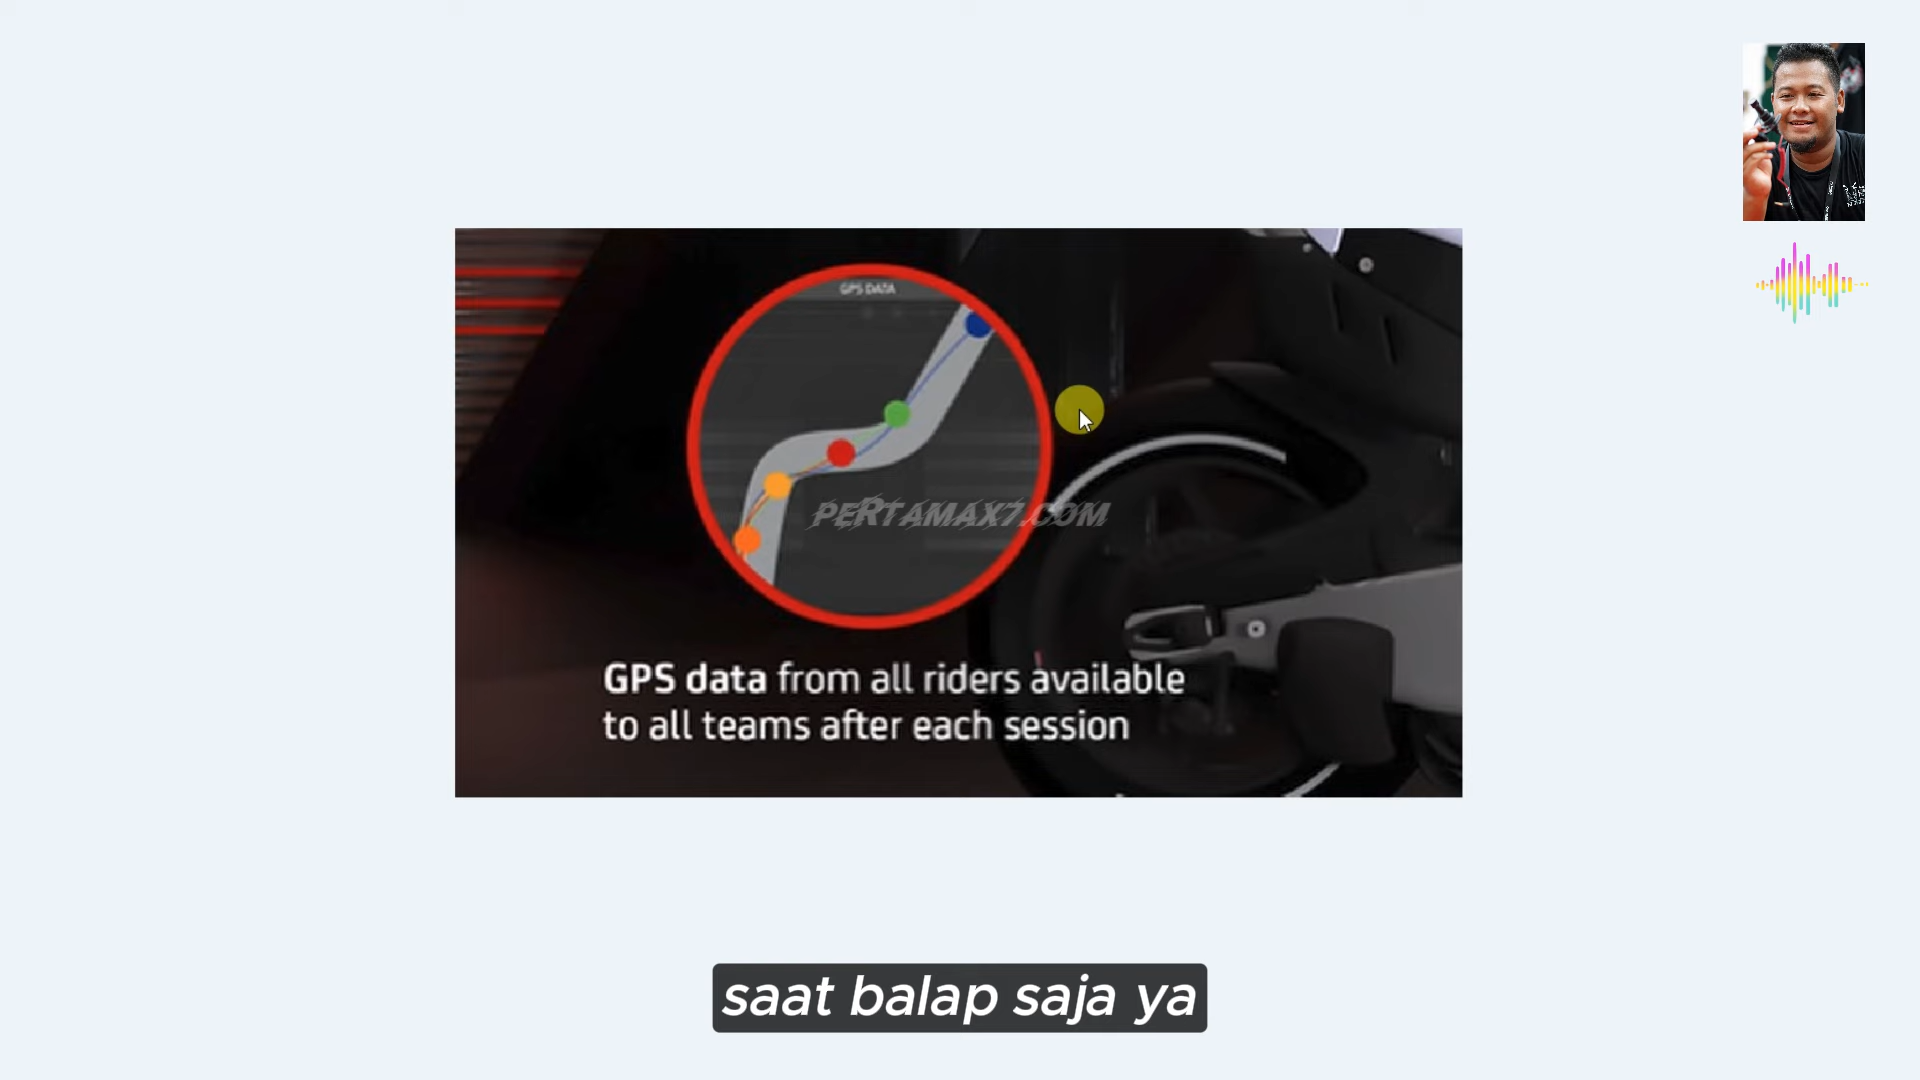 GPS DATA
PERTAMAX7.COM
GPS data from all riders available
to all teams after each session
saat balap saja ya